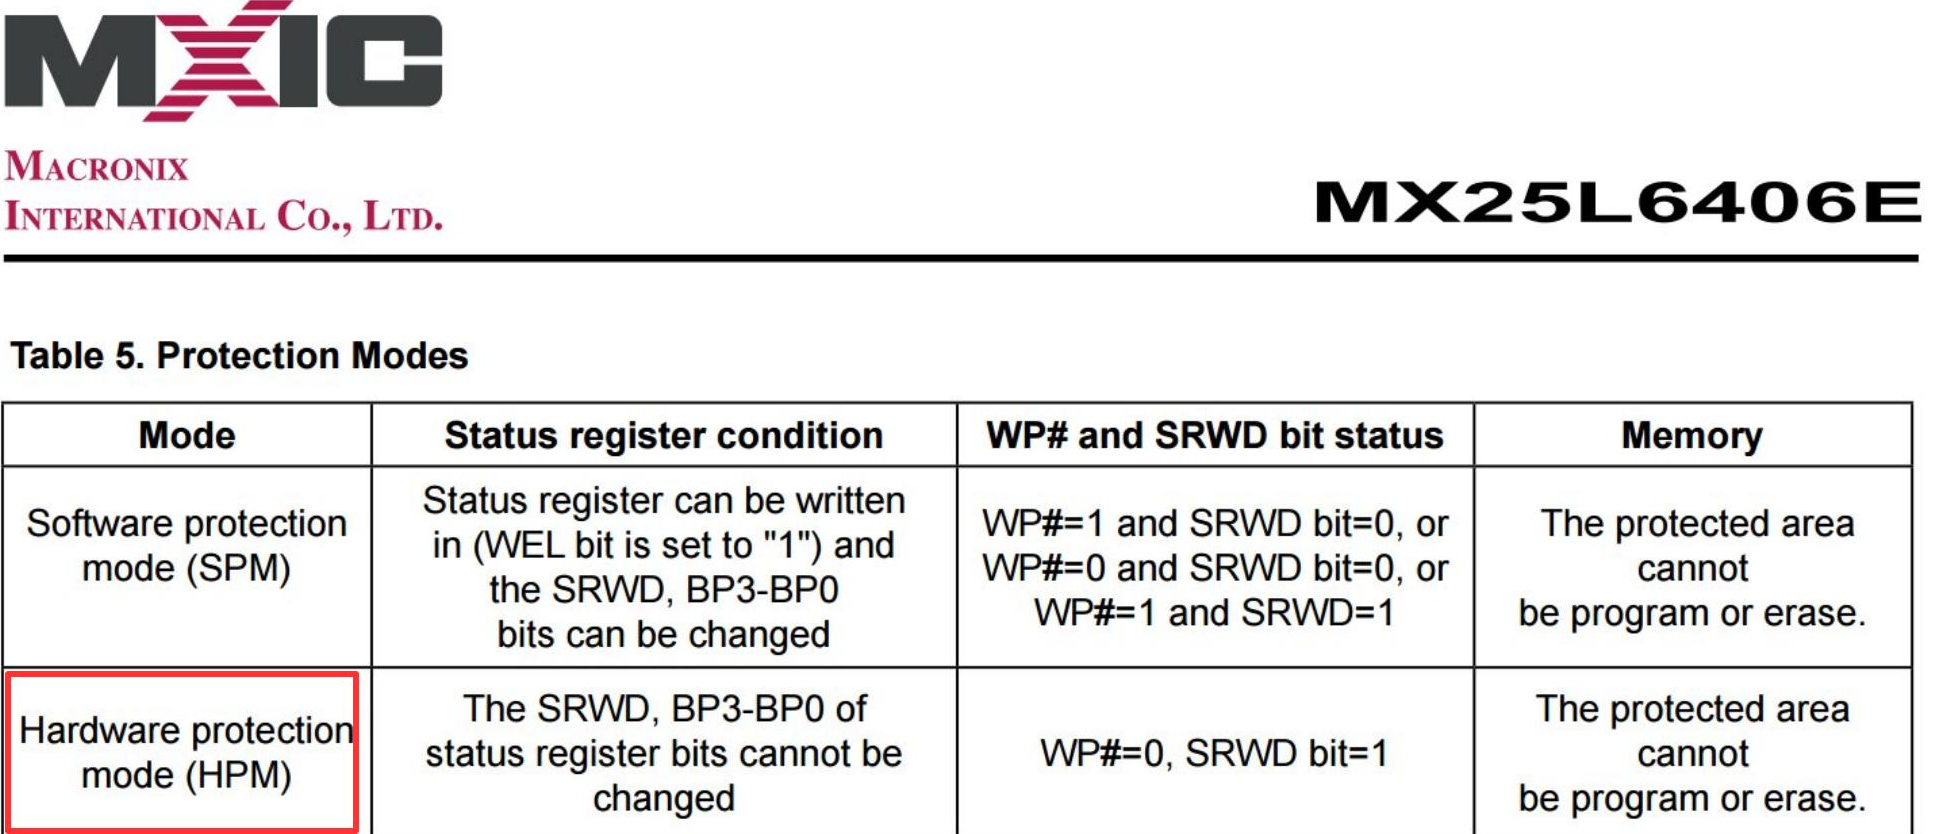 MXIC
MACRONIX
INTERNATIONAL CO., LTD.
MX25L6406E
Table 5. Protection Modes
Mode
Status register condition
WP# and SRWD bit status
Memory
Software protection
mode (SPM)
Status register can be written
in (WEL bit is set to "1") and
the SRWD, BP3-BP0
bits can be changed
WP#=1 and SRWD bit=0, or
WP#=0 and SRWD bit=0, or
WP#=1 and SRWD=1
The protected area
cannot
be program or erase.
Hardware protection
mode (HPM)
The SRWD, BP3-BP0 of
status register bits cannot be
changed
WP#=0, SRWD bit=1
The protected area
cannot
be program or erase.